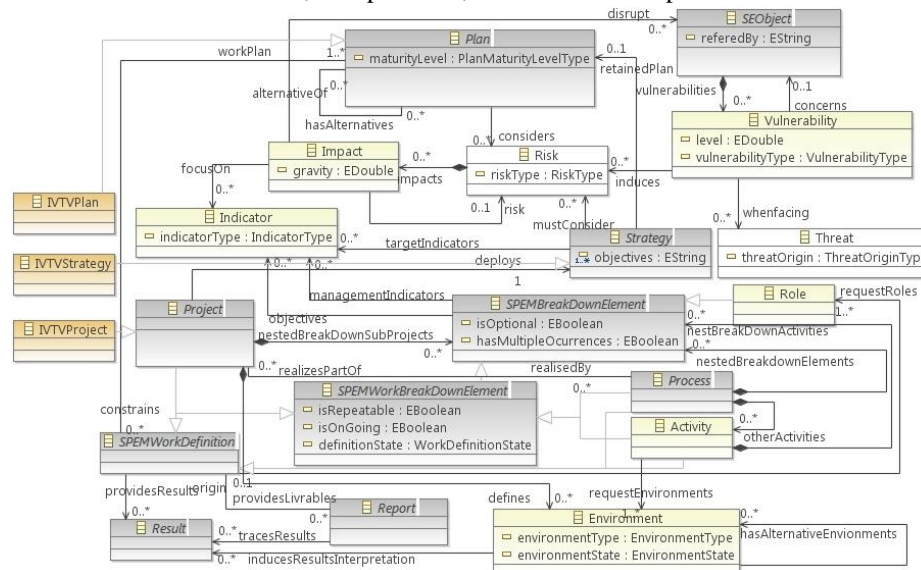 disrupt
SEObject
referedBy : EString
0..*
Plan
maturityLevel : PlanMaturityLevelType
workPlan
1..*
0..1
retainedPlan
vulnerabilities
0..*
0..1
concerns
alternativeOf
0..*
hasAlternatives
0..*
considers
0..*
Vulnerability
level : EDouble
vulnerabilityType : VulnerabilityType
Impact
gravity : EDouble
0..*
impacts
Risk
riskType : RiskType
0..*
induces
focusOn
0..*
0..1
risk
mustConsider
0..*
whenfacing
0..*
IVTVPlan
Indicator
indicatorType : IndicatorType
0..*
targetIndicators
Strategy
objectives : EString
1..*
Threat
threatOrigin : ThreatOriginTyp
IVTVStrategy
deploys
1
0..*
0..*
managementIndicators
objectives
IVTVProject
Project
nestedBreakDownSubProjects
0..*
SPEMBreakDownElement
isOptional : EBoolean
hasMultipleOcurrences : EBoolean
Role
requestRoles
1..*
nestBreakDownActivities
0..*
0..*
nestedBreakdownElements
0..*
realizesPartOf
realisedBy
0..*
Process
SPEMWorkBreakDownElement
isRepeatable : EBoolean
isOnGoing : EBoolean
definitionState : WorkDefinitionState
constrains
0..*
Activity
0..*
otherActivities
SPEMWorkDefinition
providesResults
0..*
origin
0..1
providesLivrables
0..*
defines
0..*
requestEnvironments
1..*
Result
Report
0..*
tracesResults
0..*
inducesResultsInterpretation
Environment
environmentType : EnvironmentType
environmentState : EnvironmentState
0..*
hasAlternativeEnvionments
0..*